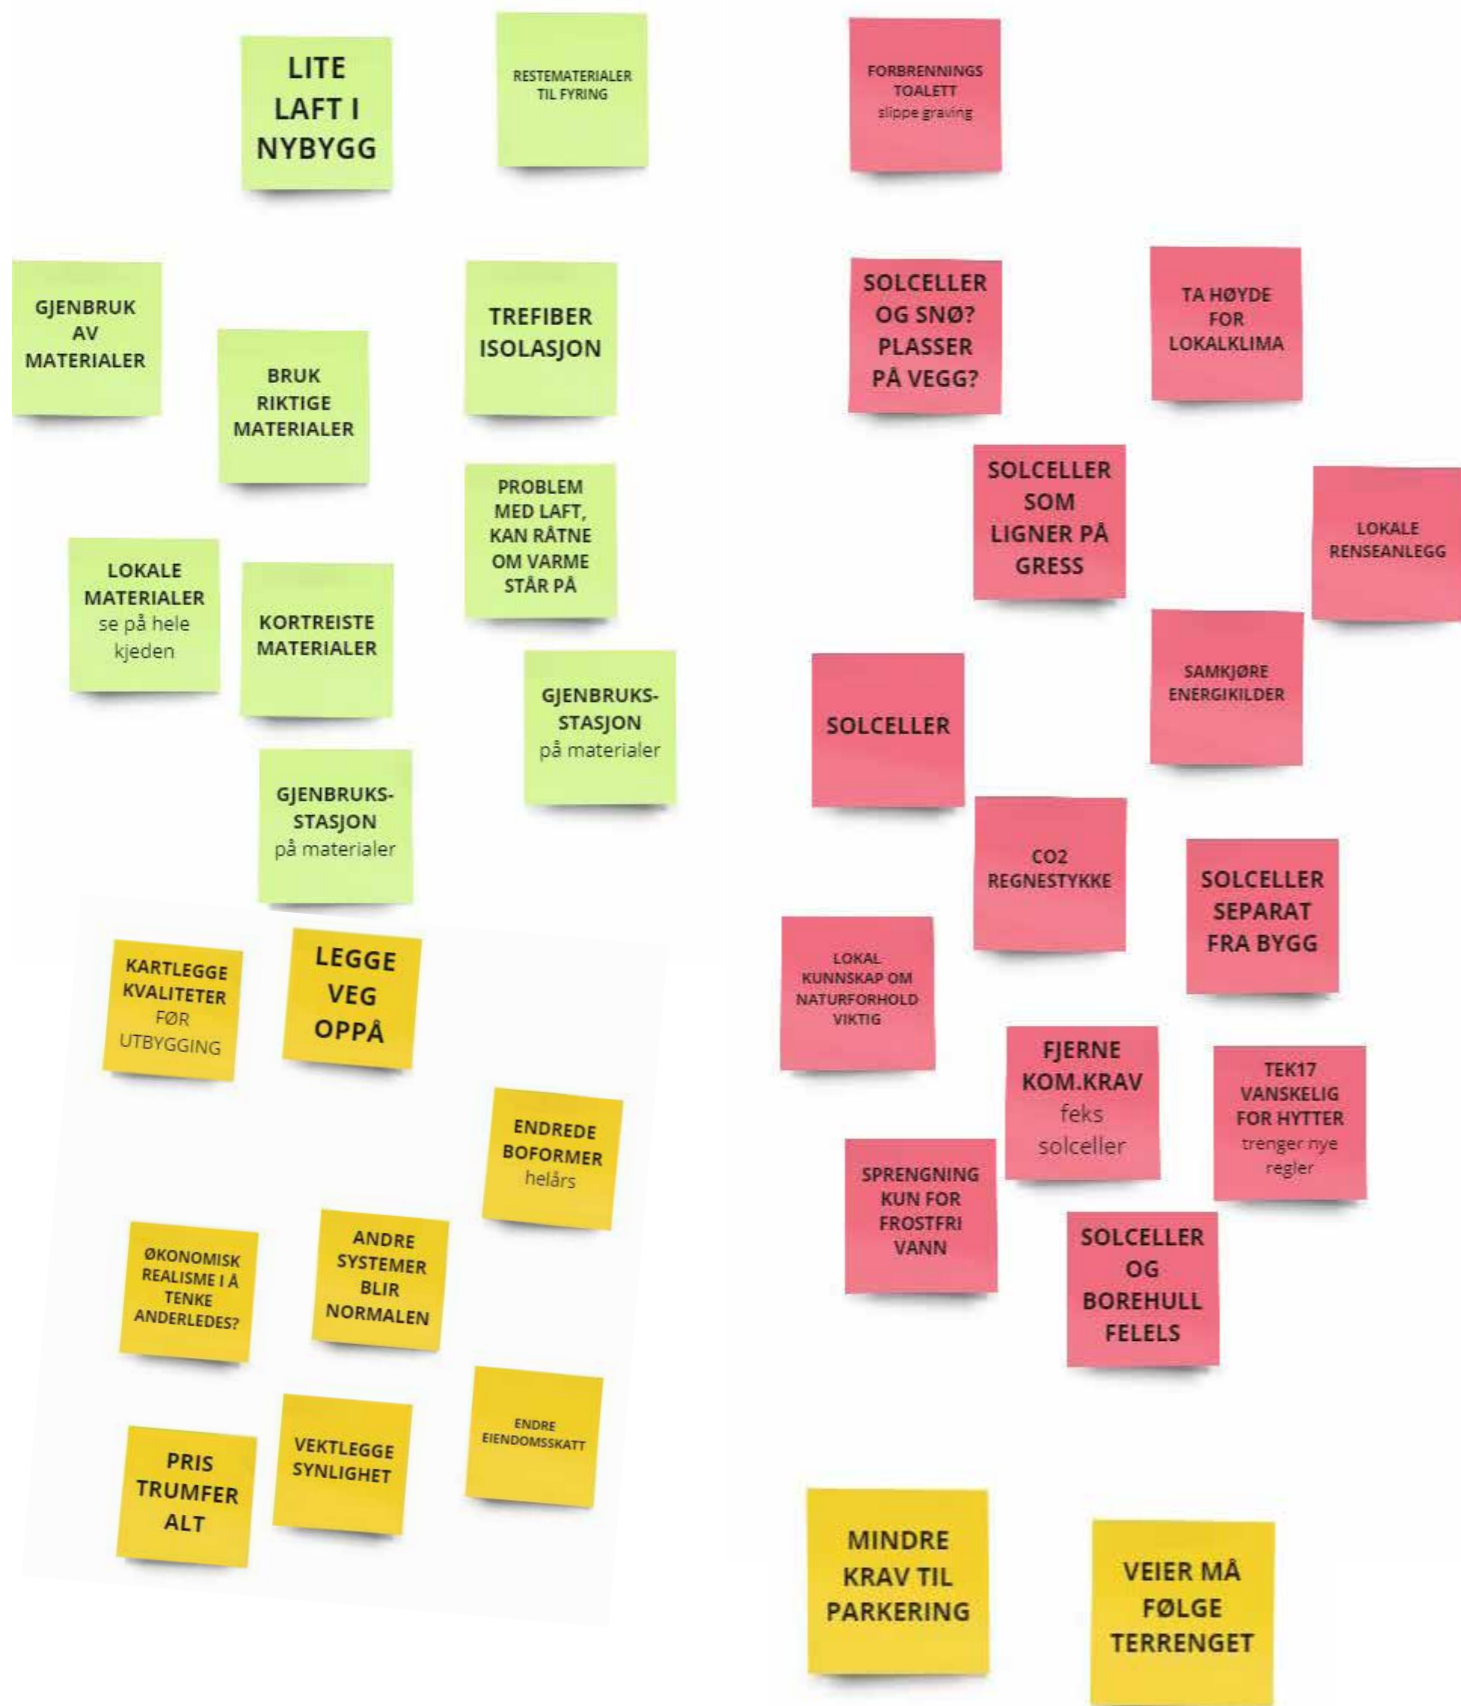 LITE
LAFT I
NYBYGG
RESTEMATERIALER
TIL FYRING
GJENBRUK
AV
MATERIALER
BRUK
RIKTIGE
MATERIALER
TREFIBER
ISOLASJON
PROBLEM
MED LAFT,
KAN RÅTNE
OM VARME
STÅR PÅ
LOKALE
MATERIALER
se på hele
kjeden
KORTREISTE
MATERIALER
GJENBRUKS-
STASJON
på materialer
GJENBRUKS-
STASJON
på materialer
FORBRENNINGS
TOALETT
slippe graving
SOLCELLER
OG SNØ?
PLASSER
PÅ VEGG?
TA HØYDE
FOR
LOKALKLIMA
SOLCELLER
SOM
LIGNER PÅ
GRESS
LOKALE
RENSEANLEGG
SAMKJØRE
ENERGIKILDER
SOLCELLER
CO2
REGNESTYKKE
SOLCELLER
SEPARAT
FRA BYGG
LOKAL
KUNNSKAP OM
NATURFORHOLD
VIKTIG
FJERNE
KOM.KRAV
feks
solceller
TEK17
VANSKELIG
FOR HYTTER
trenger nye
regler
SPRENGNING
KUN FOR
FROSTFRI
VANN
SOLCELLER
OG
BOREHULL
FELELS
KARTLEGGE
KVALITETER
FØR
UTBYGGING
LEGGE
VEG
OPPÅ
ENDREDE
BOFORMER
helårs
ØKONOMISK
REALISME I Å
TENKE
ANDERLEDES?
ANDRE
SYSTEMER
BLIR
NORMALEN
PRIS
TRUMFER
ALT
VEKTLEGGE
SYNLIGHET
ENDRE
EIENDOMSSKATT
MINDRE
KRAV TIL
PARKERING
VEIER MÅ
FØLGE
TERRENGET